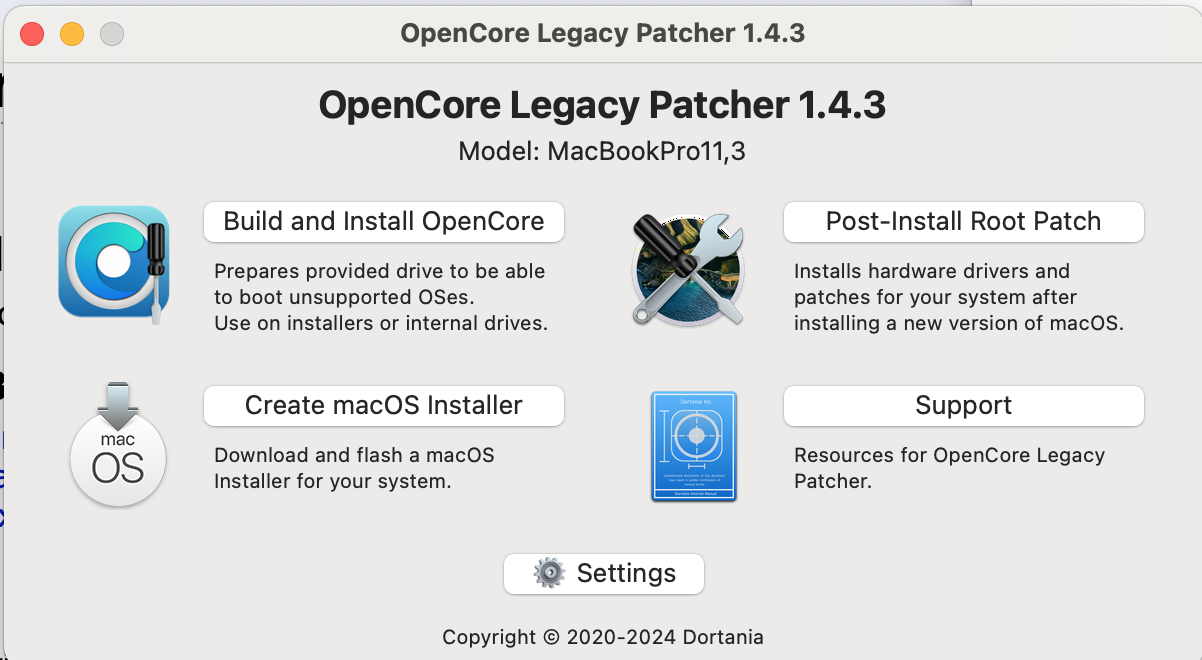 OpenCore Legacy Patcher 1.4.3
OpenCore Legacy Patcher 1.4.3
Model: MacBookPro11,3
Build and Install OpenCore
Prepares provided drive to be able
to boot unsupported OSes.
Use on installers or internal drives.
Post-Install Root Patch
Installs hardware drivers and
patches for your system after
installing a new version of macOS.
mac
OS
Create macOS Installer
Download and flash a macOS
Installer for your system.
Dortania Inc.
Dortania Internal Manual
Support
Resources for OpenCore Legacy
Patcher.
Settings
Copyright © 2020-2024 Dortania